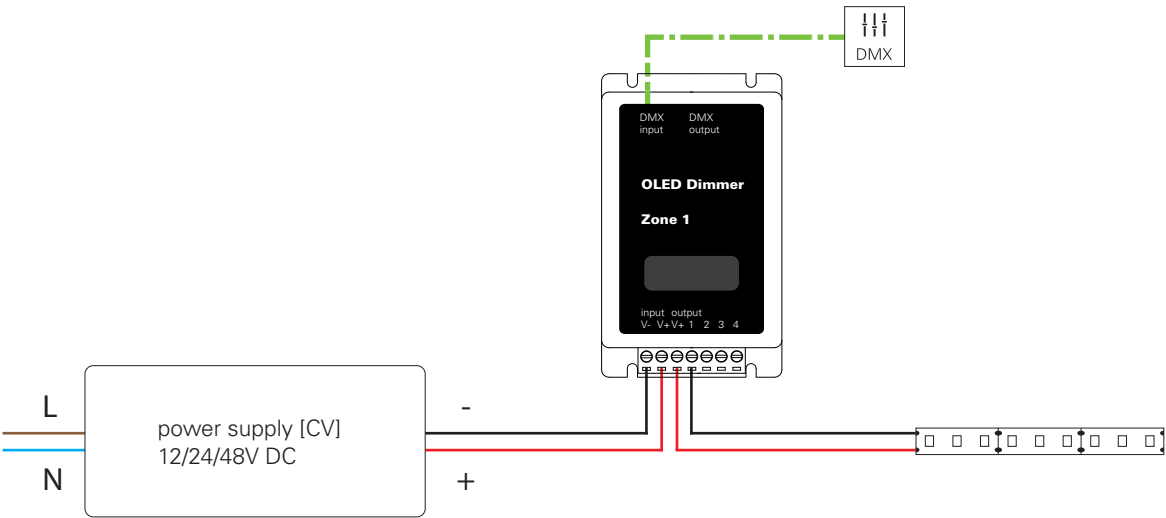 DMX
DMX DMX
input output
OLED Dimmer
Zone 1
input output
V- V+V+ 1 2 3 4
L
-
power supply [CV]
12/24/48V DC
N
+